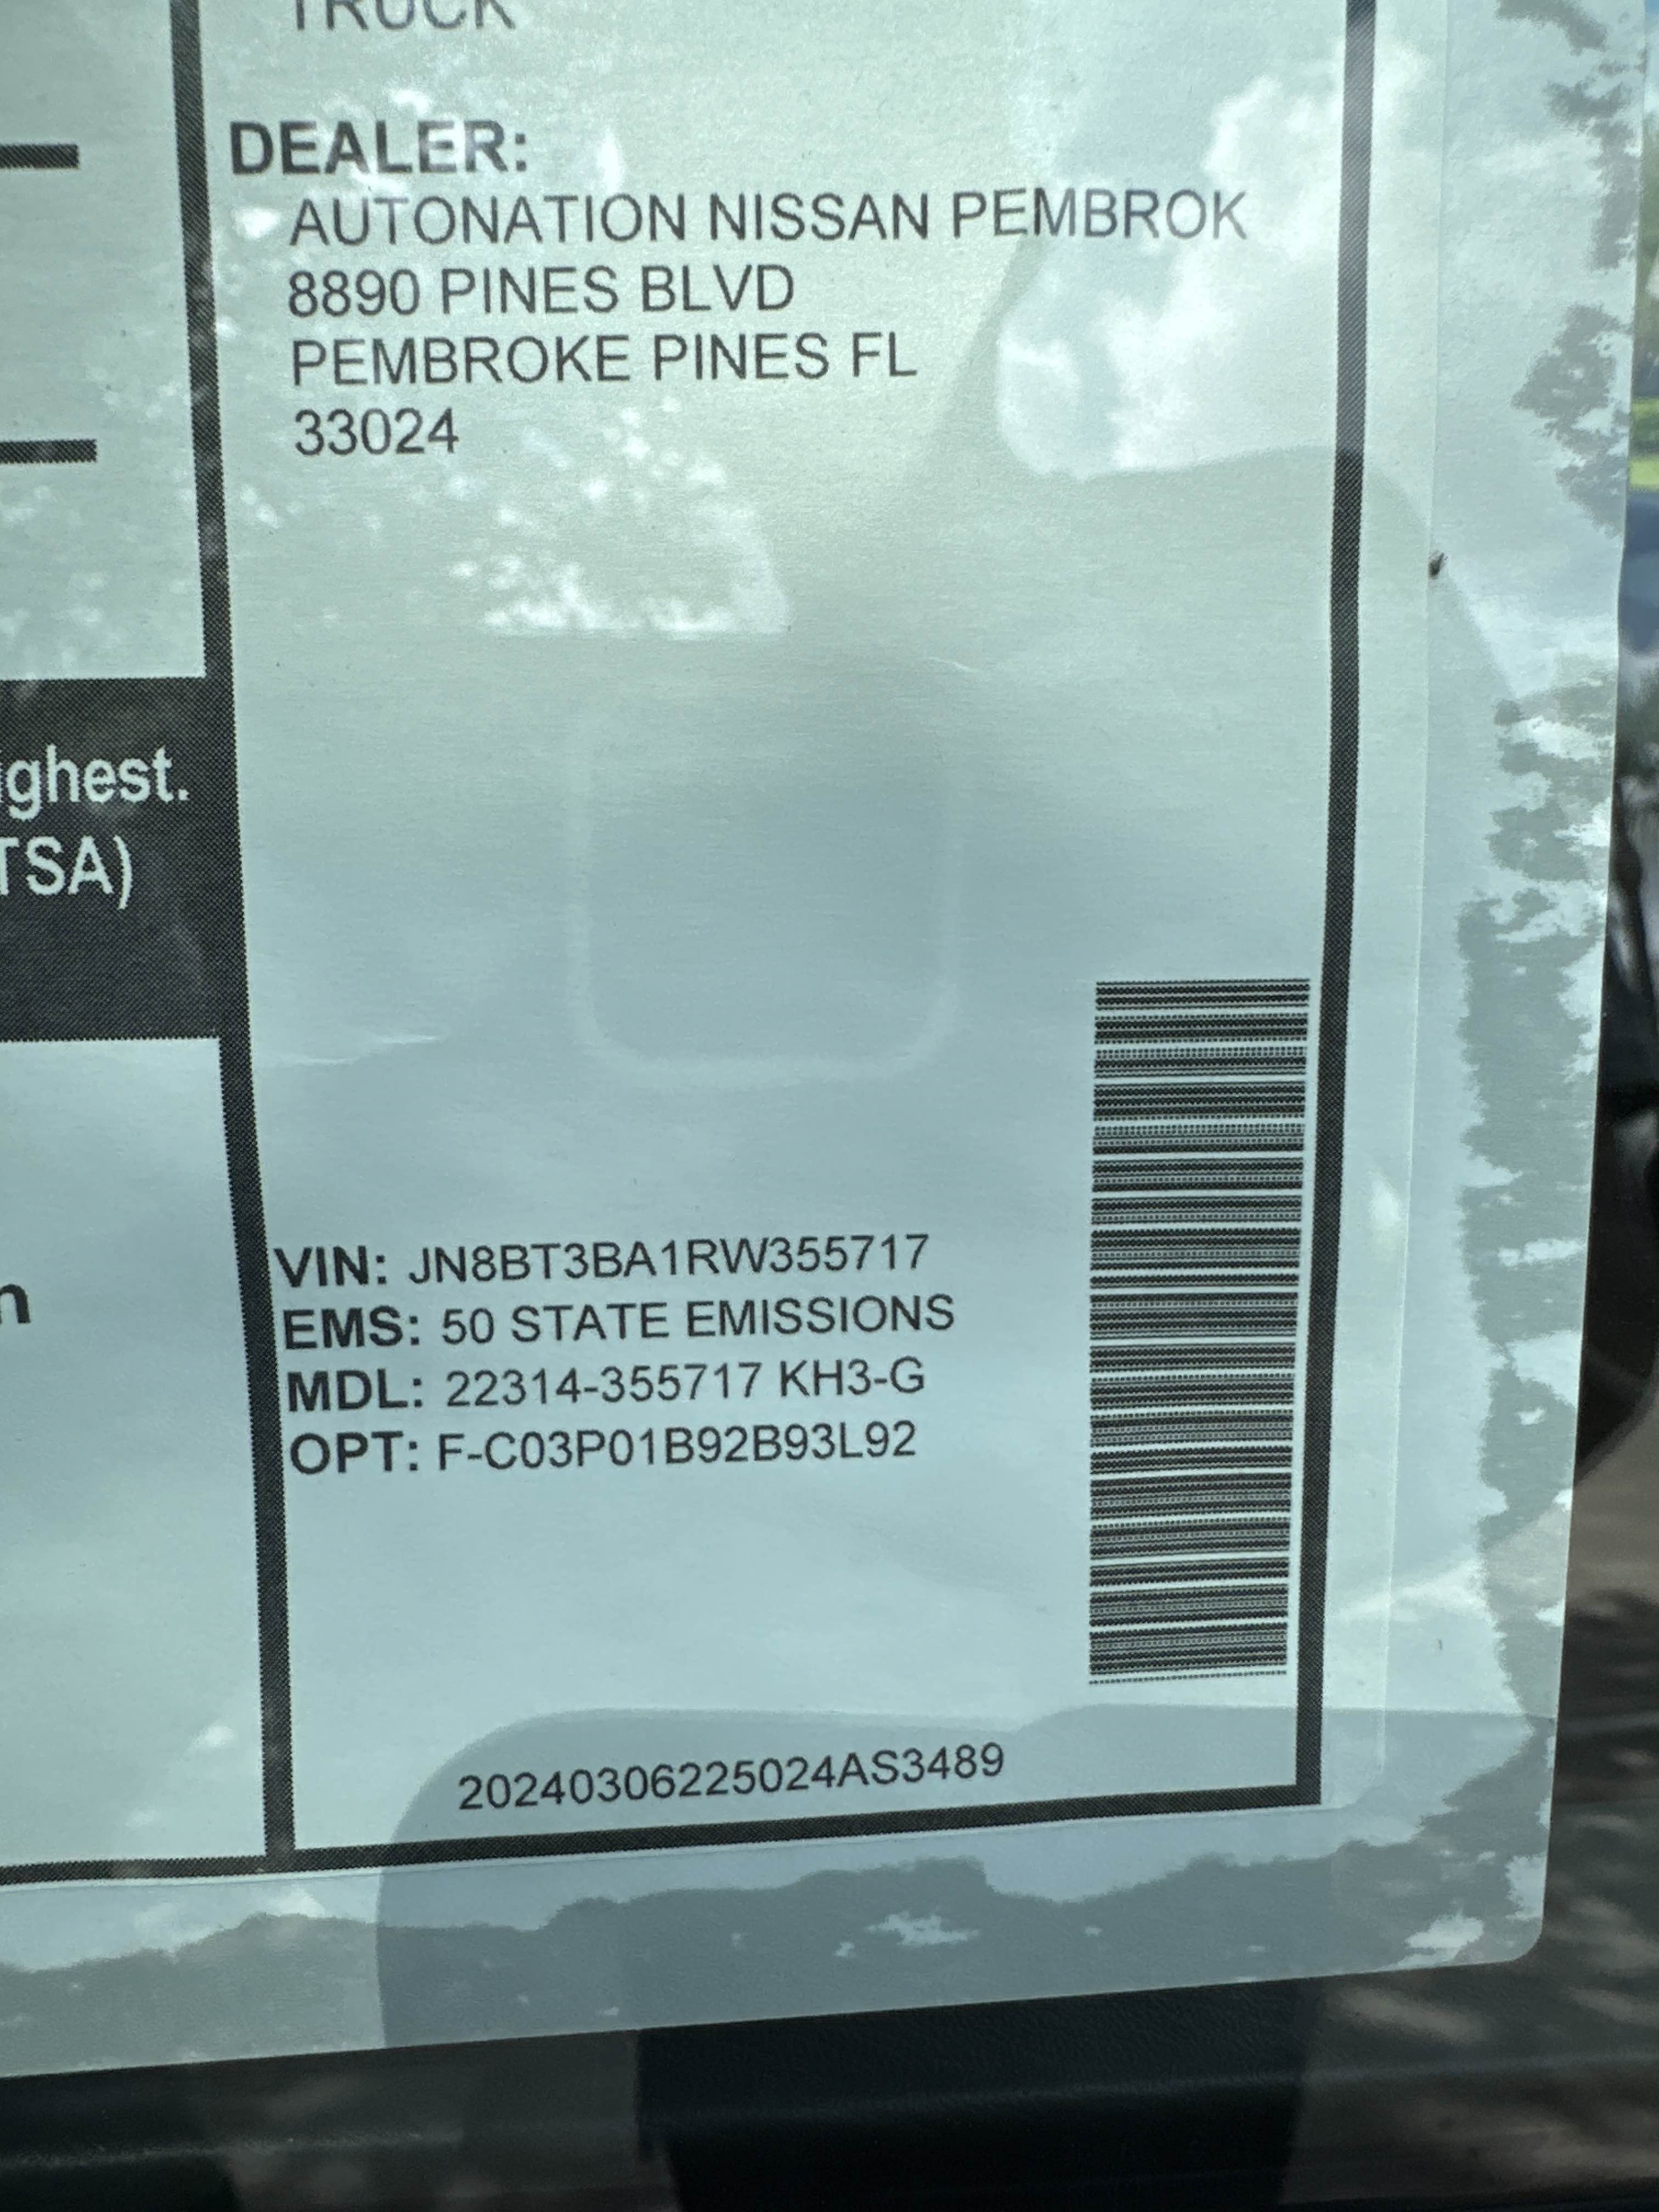 TRUCK
DEALER:
AUTONATION NISSAN PEMBROK
8890 PINES BLVD
PEMBROKE PINES FL
33024
ighest.
TSA)
n
VIN: JN8BT3BA1RW355717
EMS: 50 STATE EMISSIONS
MDL: 22314-355717 KH3-G
OPT: F-C03P01B92B93L92
20240306225024AS3489